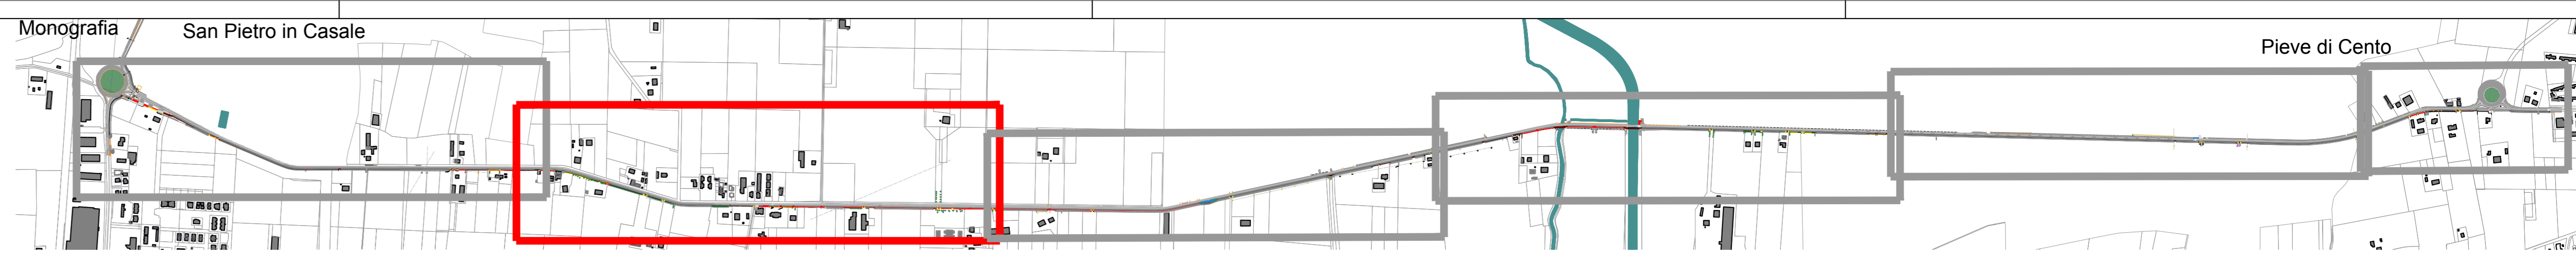 Monografia
San Pietro in Casale
Pieve di Cento